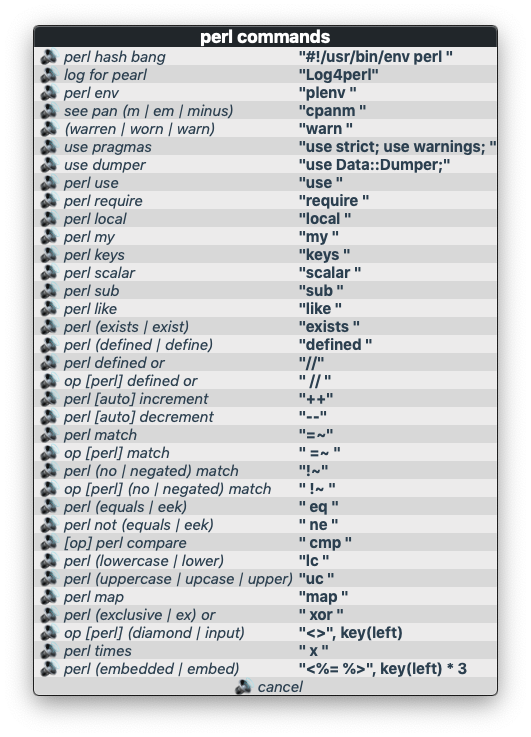 perl commands
perl hash bang "#!/usr/bin/env perl "
log for pearl "Log4perl"
perl env "plenv "
see pan (m | em | minus) "cpanm "
(warren | worn | warn) "warn "
use pragmas "use strict; use warnings; "
use dumper "use Data::Dumper;"
perl use "use "
perl require "require "
perl local "local "
perl my "my "
perl keys "keys "
perl scalar "scalar "
perl sub "sub "
perl like "like "
perl (exists | exist) "exists "
perl (defined | define) "defined "
perl defined or "//"
op [perl] defined or " // "
perl [auto] increment "++"
perl [auto] decrement "--"
perl match "=~"
op [perl] match " =~ "
perl (no | negated) match "!~"
op [perl] (no | negated) match " !~ "
perl (equals | eek) " eq "
perl not (equals | eek) " ne "
[op] perl compare " cmp "
perl (lowercase | lower) "lc "
perl (uppercase | upcase | upper) "uc "
perl map "map "
perl (exclusive | ex) or " xor "
op [perl] (diamond | input) "<>", key(left)
perl times " x "
perl (embedded | embed) "<%= %>", key(left) * 3
cancel